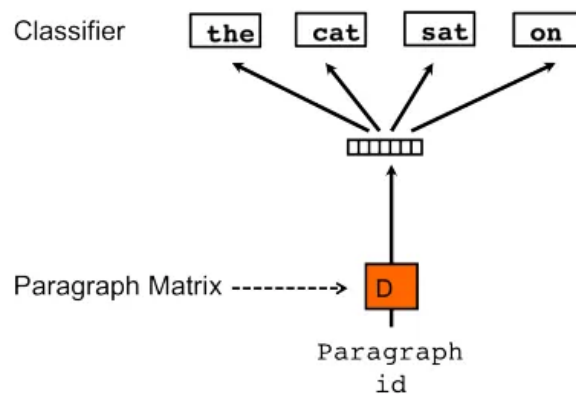 Classifier the cat sat on
Paragraph Matrix D
Paragraph
id